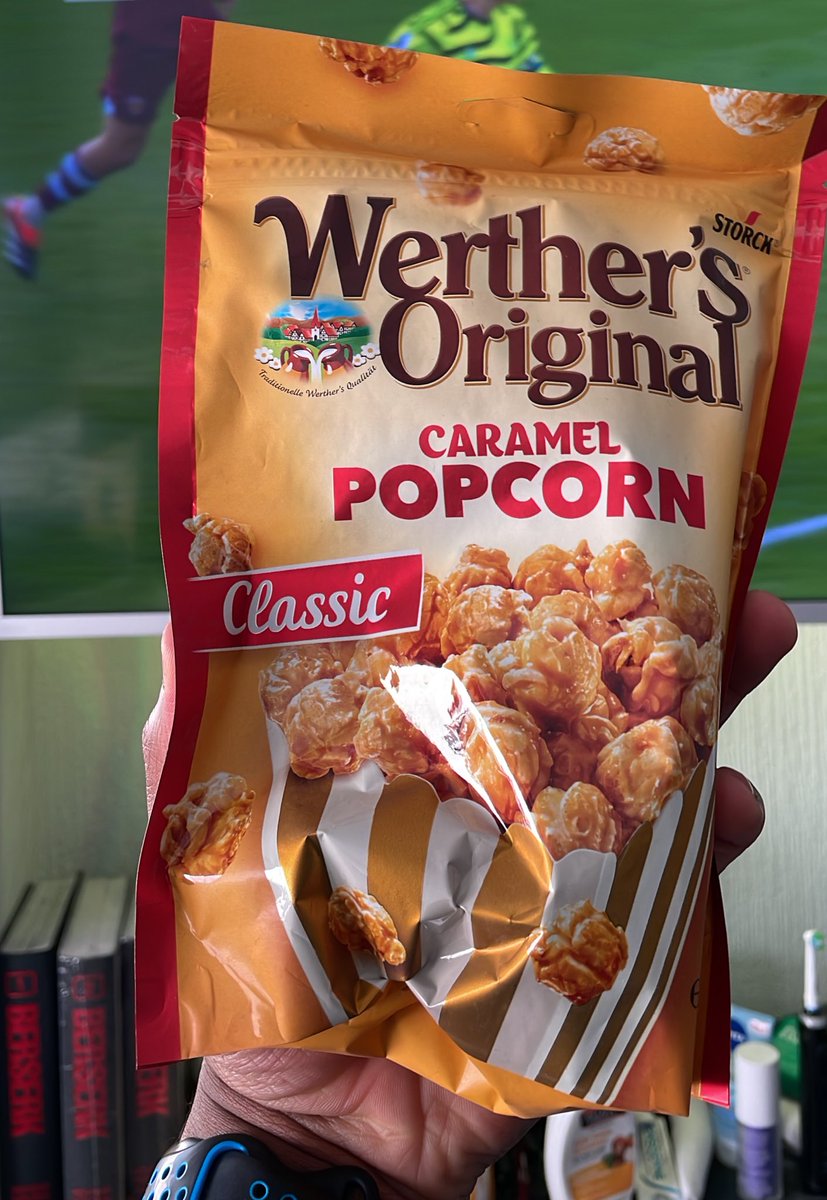 STORCK®
Werther's
Original
Traditionelle Werther's Qualität
CARAMEL
POPCORN
Classic
BERSERK
BERSERK